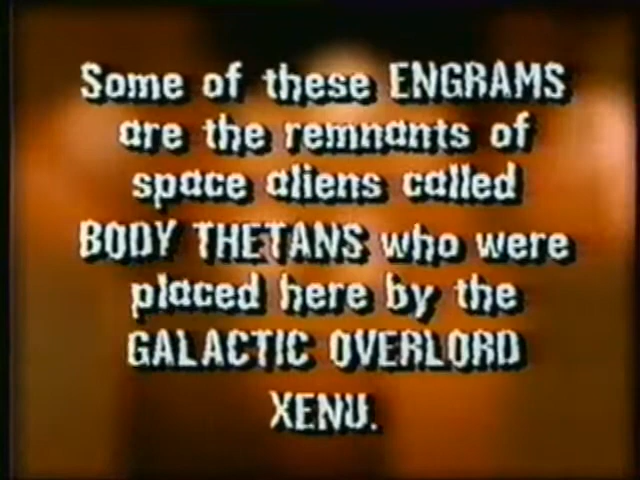 Some of these ENGRAMS
are the remnants of
space aliens called
BODY THETANS who were
placed here by the
GALACTIC OVERLORD
XENU.